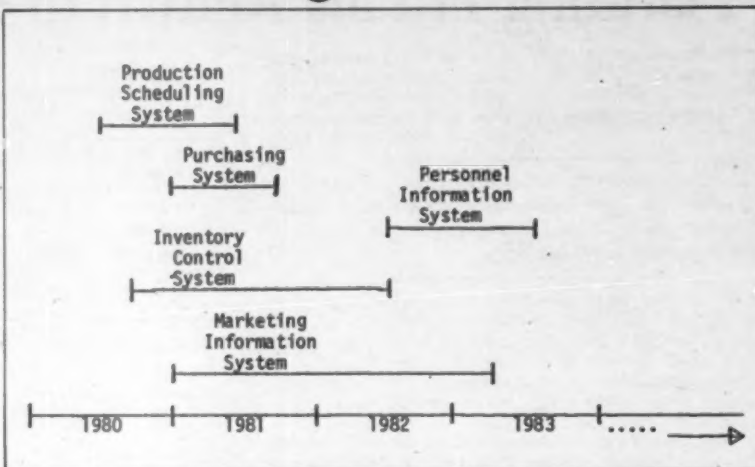 Production
Scheduling
System
Purchasing
System
Personnel
Information
System
Inventory
Control
System
Marketing
Information
System
1980 1981 1982 1983 .....